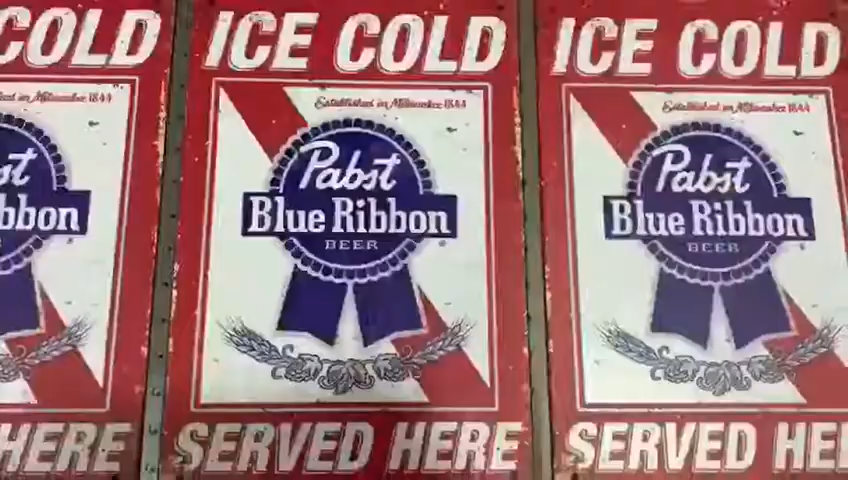 COLD
ICE COLD
ICE COLD
Established in Milwaukee 1844
Established in Milwaukee 1844
Pabst
Blue Ribbon
BEER
Pabst
Blue Ribbon
BEER
HERE
SERVED HERE
SERVED